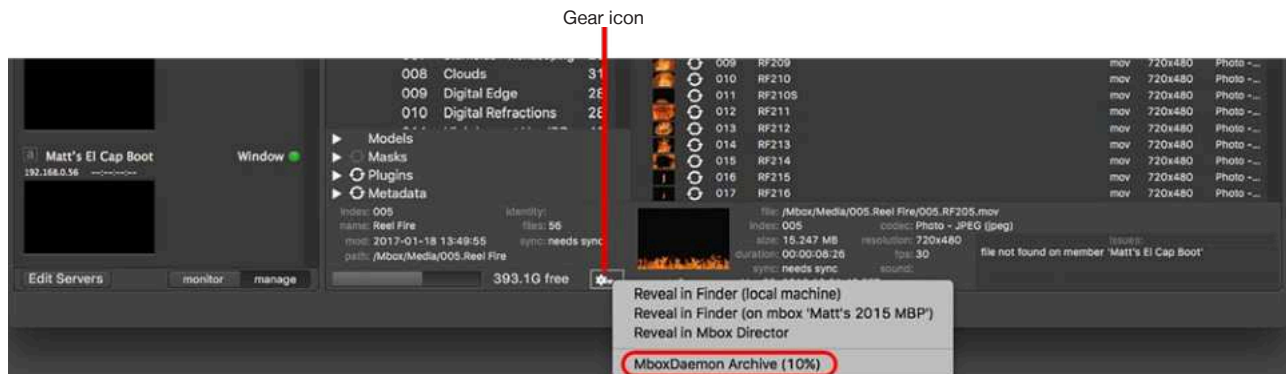 Gear icon
008 Clouds 31
009 Digital Edge 28
010 Digital Refractions 28
Models
Masks
Plugins
Metadata
index: 005 identity:
name: Reel Fire files: 56
mod: 2017-01-18 13:49:55 sync: needs sync
path: /Mbox/Media/005.Reel Fire
393.1G free
a Matt's El Cap Boot Window
192.168.0.56 --:--:--:--
Edit Servers monitor manage
009 RF209 mov 720x480 Photo -...
010 RF210 mov 720x480 Photo -...
011 RF210S mov 720x480 Photo -...
012 RF211 mov 720x480 Photo -...
013 RF212 mov 720x480 Photo -...
014 RF213 mov 720x480 Photo -...
015 RF214 mov 720x480 Photo -...
016 RF215 mov 720x480 Photo -...
017 RF216 mov 720x480 Photo -...
file: /Mbox/Media/005.Reel Fire/005.RF205.mov
index: 005 codec: Photo - JPEG (jpeg)
size: 15.247 MB resolution: 720x480 issues:
duration: 00:00:08:26 fps: 30 file not found on member 'Matt's El Cap Boot'
sync: needs sync sound:
Reveal in Finder (local machine)
Reveal in Finder (on mbox 'Matt's 2015 MBP')
Reveal in Mbox Director
MboxDaemon Archive (10%)